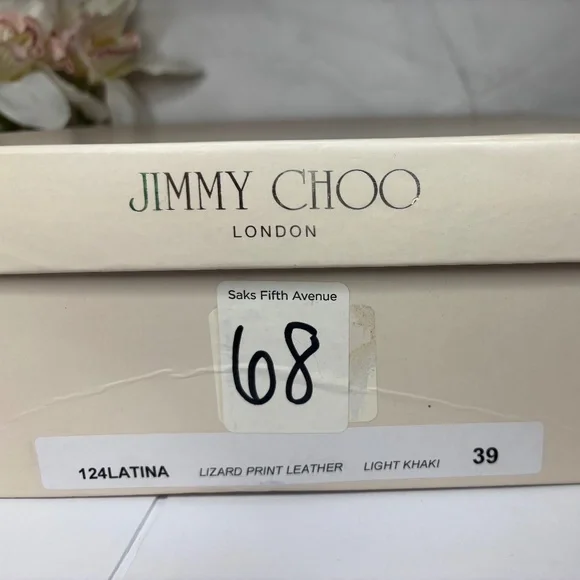 JIMMY CHOO
LONDON
Saks Fifth Avenue
68
124LATINA LIZARD PRINT LEATHER LIGHT KHAKI 39